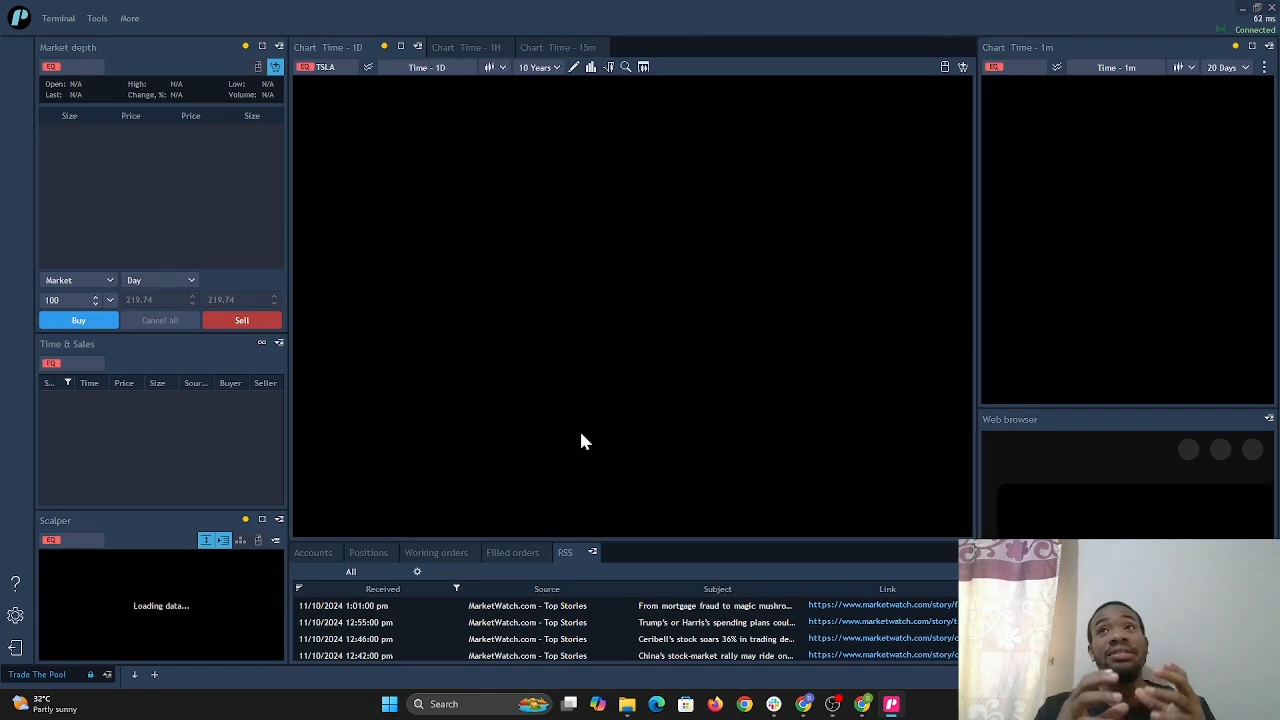 Terminal Tools More
62 ms
Connected
Market depth
EQ
Open: N/A High: N/A Low: N/A
Last: N/A Change, %: N/A Volume: N/A
Size Price Price Size
Market Day
100 219.74 219.74
Buy Cancel all Sell
Time & Sales
EQ
S... Time Price Size Sour... Buyer Seller
Scalper
EQ
Loading data...
Chart Time - 1D Chart Time - 1H Chart Time - 15m
EQ TSLA Time - 1D 10 Years
Chart Time - 1m
EQ Time - 1m 20 Days
Web browser
Accounts Positions Working orders Filled orders RSS
All
Received Source Subject Link
11/10/2024 1:01:00 pm MarketWatch.com - Top Stories From mortgage fraud to magic mushro... https://www.marketwatch.com/story/f
11/10/2024 12:55:00 pm MarketWatch.com - Top Stories Trump's or Harris's spending plans coul... https://www.marketwatch.com/story/t
11/10/2024 12:46:00 pm MarketWatch.com - Top Stories Ceribell's stock soars 36% in trading de... https://www.marketwatch.com/story/c
11/10/2024 12:42:00 pm MarketWatch.com - Top Stories China's stock-market rally may ride on... https://www.marketwatch.com/story/c
Trade The Pool
32°C
Partly sunny
Search